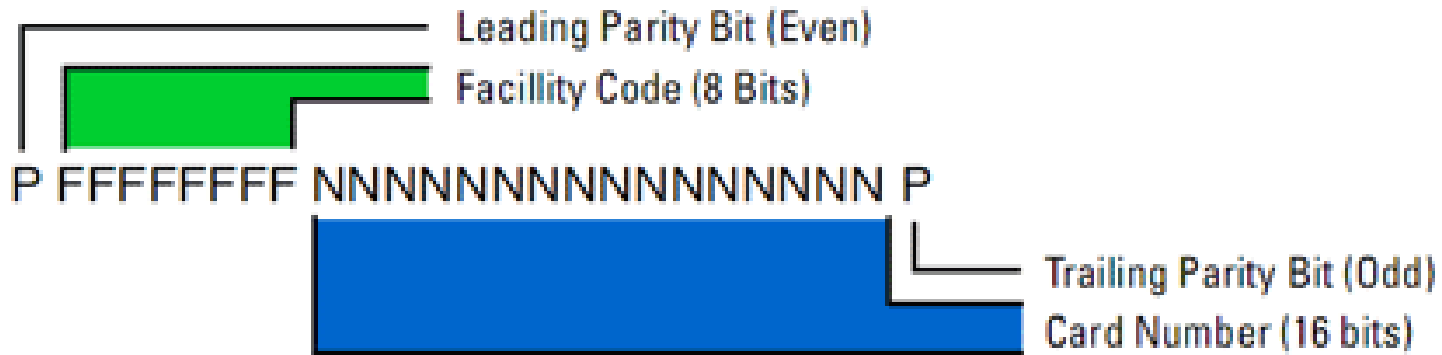 Leading Parity Bit (Even)
Facillity Code (8 Bits)
P FFFFFFFF NNNNNNNNNNNNNNNN P
Trailing Parity Bit (Odd)
Card Number (16 bits)